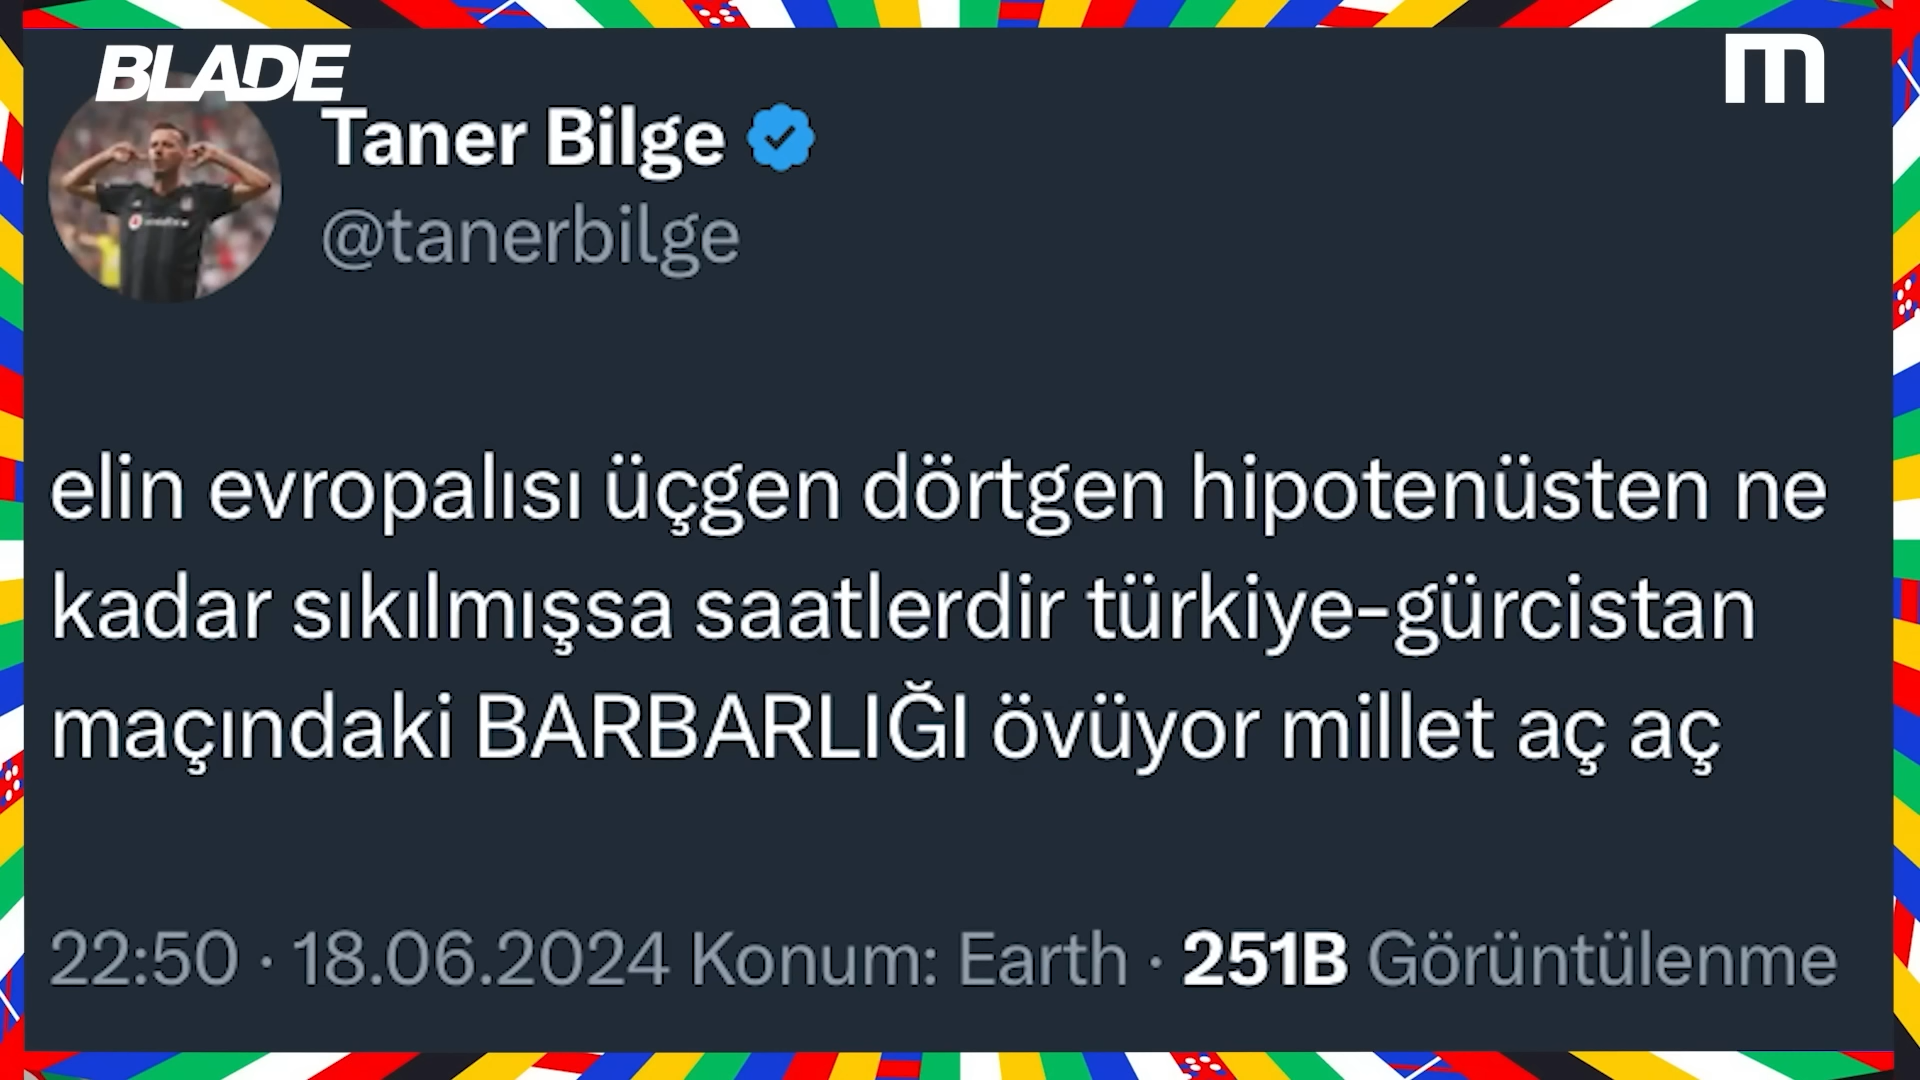 BLADE
m
Taner Bilge
@tanerbilge
elin evropalısı üçgen dörtgen hipotenüsten ne
kadar sıkılmışsa saatlerdir türkiye-gürcistan
maçındaki BARBARLIĞI övüyor millet aç aç
22:50 · 18.06.2024 Konum: Earth · 251B Görüntülenme